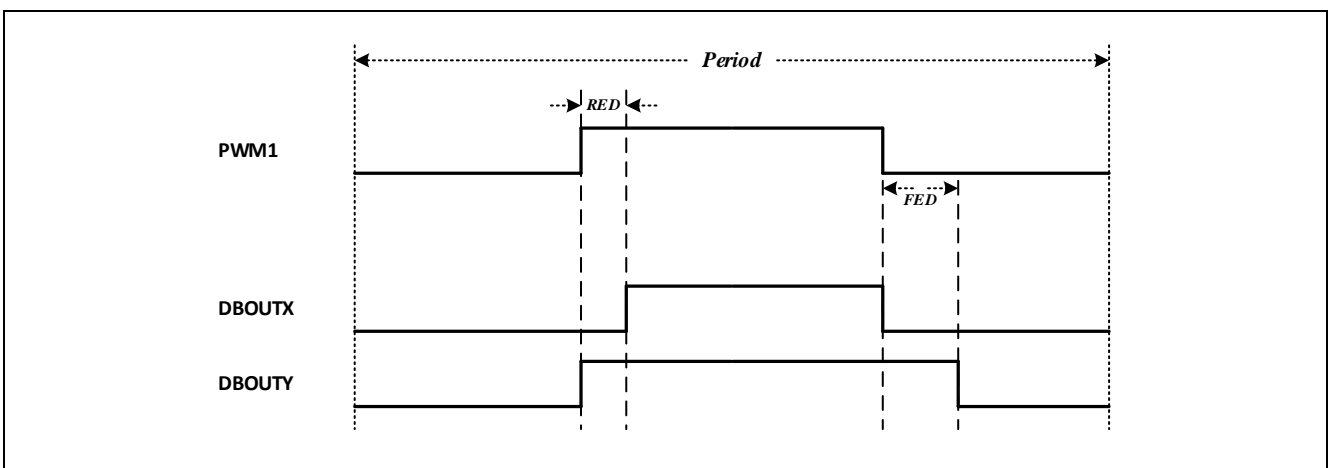 Period
RED
PWM1
FED
DBOUTX
DBOUTY